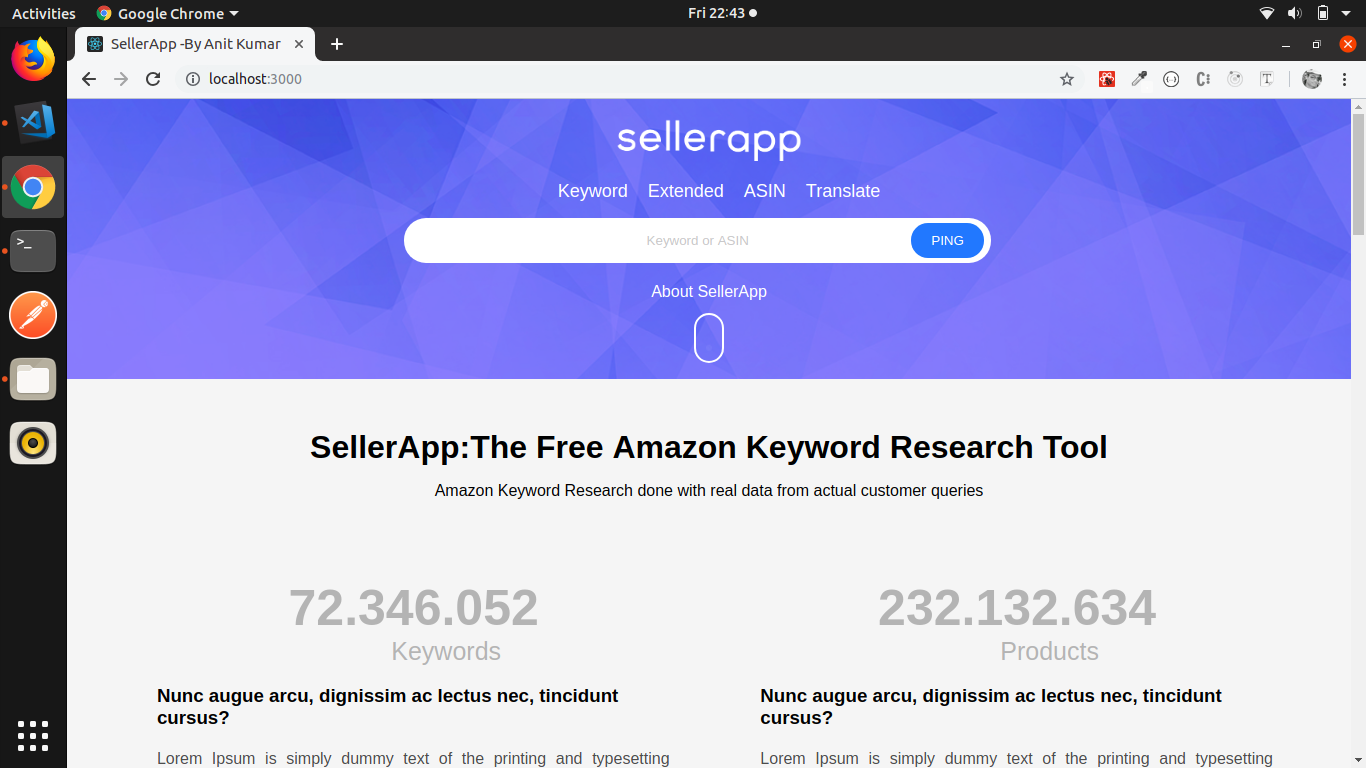 Activities Google Chrome Fri 22:43
SellerApp -By Anit Kumar
localhost:3000
sellerapp
Keyword Extended ASIN Translate
Keyword or ASIN PING
About SellerApp
SellerApp:The Free Amazon Keyword Research Tool
Amazon Keyword Research done with real data from actual customer queries
72.346.052
Keywords
Nunc augue arcu, dignissim ac lectus nec, tincidunt
cursus?
Lorem Ipsum is simply dummy text of the printing and typesetting
232.132.634
Products
Nunc augue arcu, dignissim ac lectus nec, tincidunt
cursus?
Lorem Ipsum is simply dummy text of the printing and typesetting